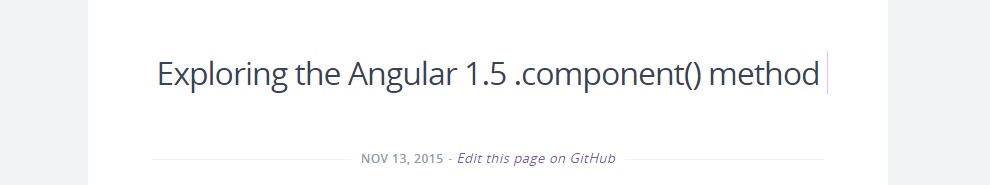 Exploring the Angular 1.5 .component() method
NOV 13, 2015 - Edit this page on GitHub